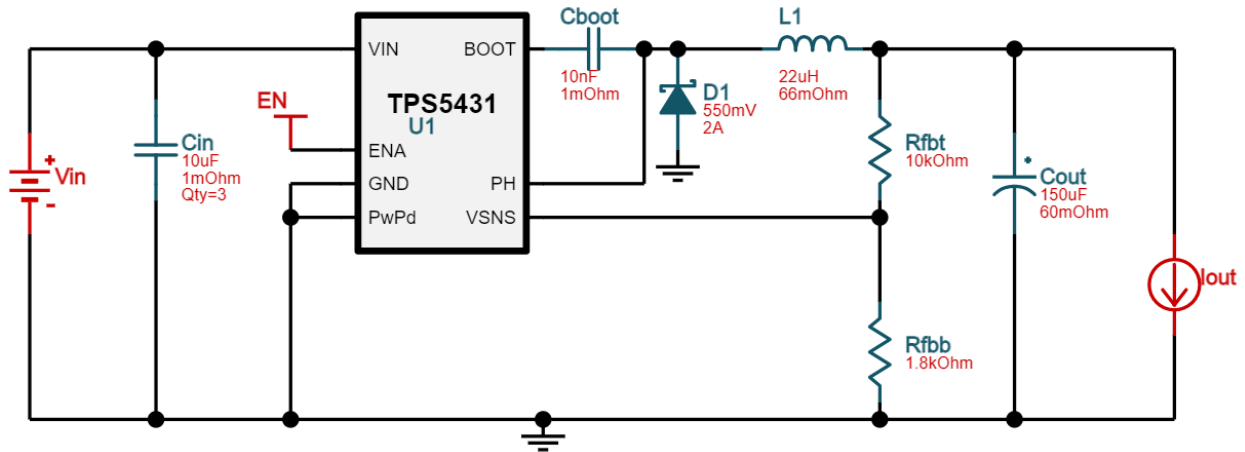 Cboot
10nF
1mOhm
L1
22uH
66mOhm
VIN
BOOT
TPS5431
U1
EN
ENA
GND
PH
PwPd
VSNS
D1
550mV
2A
Cin
10uF
1mOhm
Qty=3
+
Vin
-
Rfbt
10kOhm
Cout
150uF
60mOhm
Iout
Rfbb
1.8kOhm